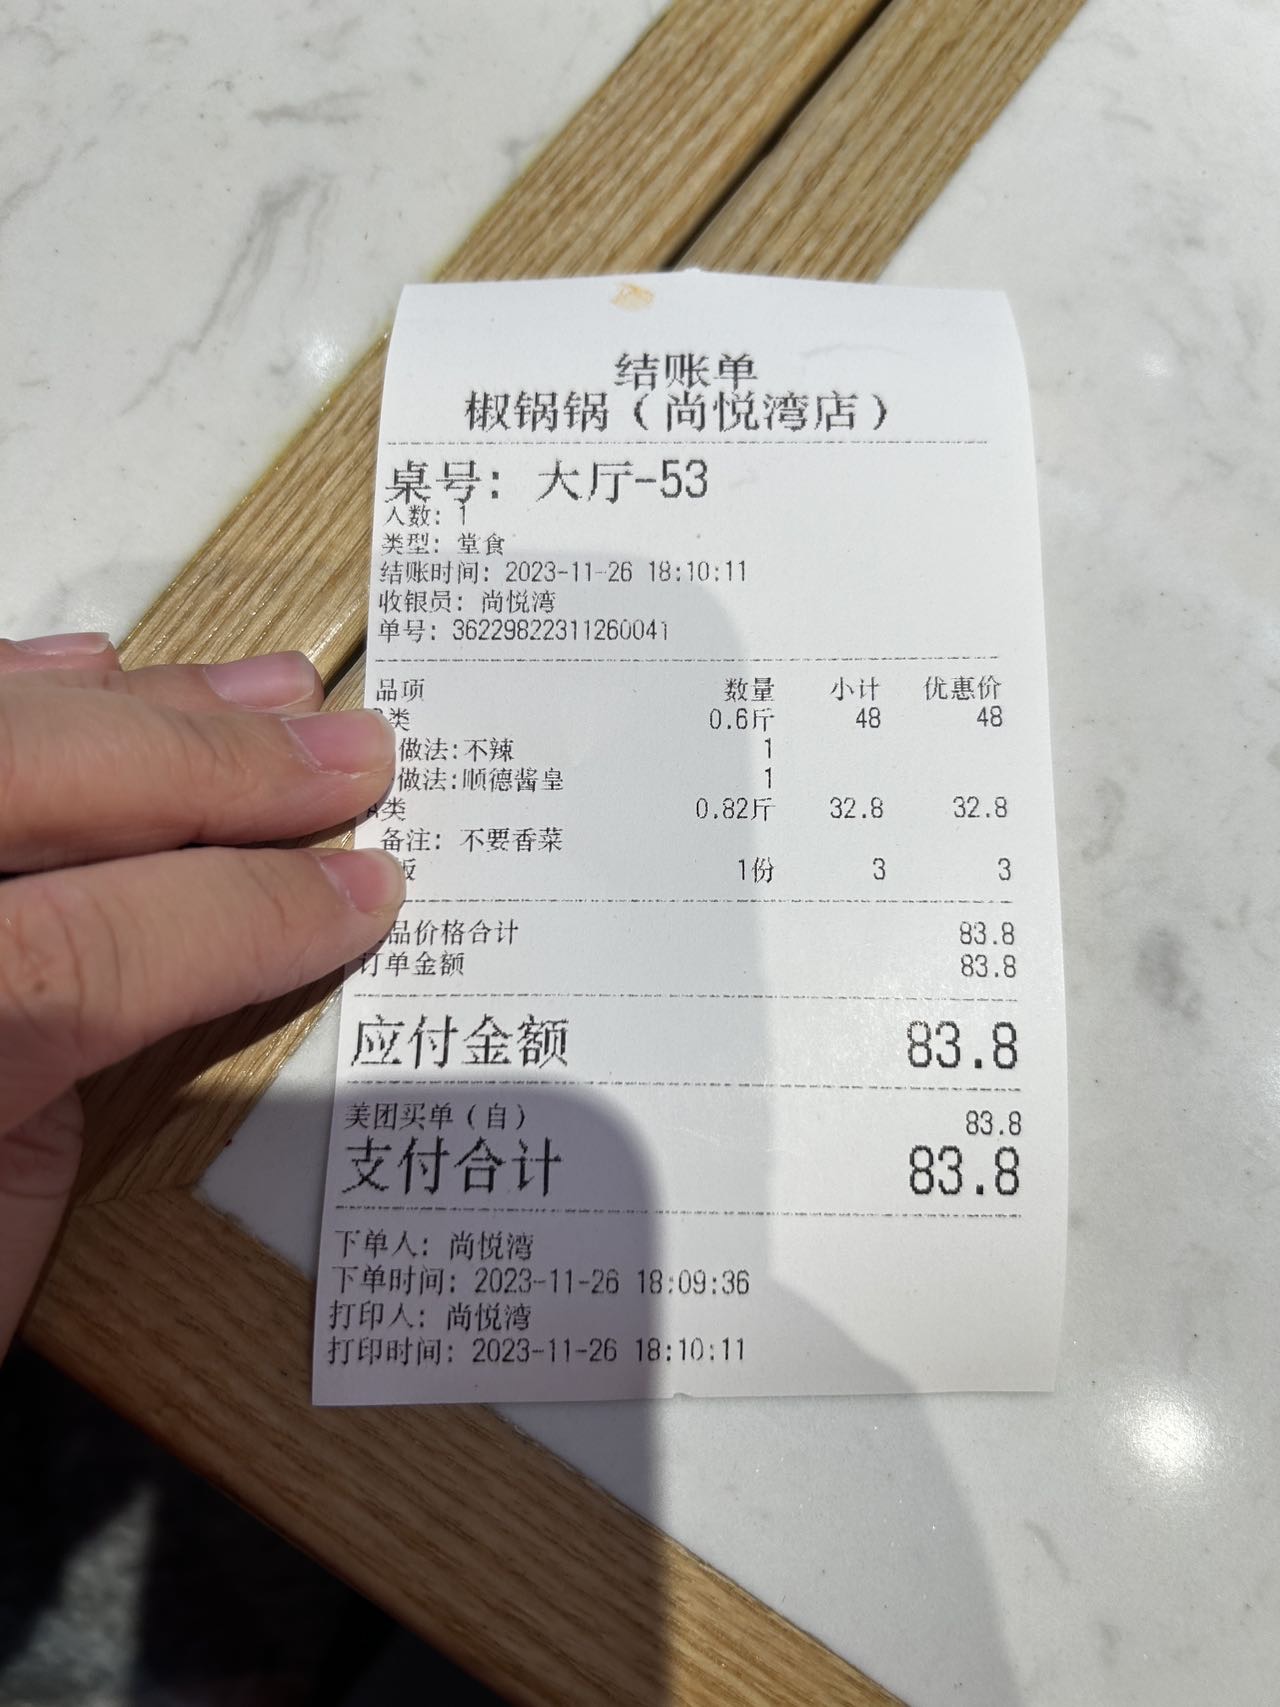 结账单
椒锅锅（尚悦湾店）
桌号: 大厅-53
人数: 1
类型: 堂食
结账时间: 2023-11-26 18:10:11
收银员: 尚悦湾
单号: 36229822311260041
品项 数量 小计 优惠价
类 0.6斤 48 48
做法:不辣 1
做法:顺德酱皇 1
A类 0.82斤 32.8 32.8
备注: 不要香菜
1份 3 3
品价格合计 83.8
订单金额 83.8
应付金额 83.8
美团买单（自） 83.8
支付合计 83.8
下单人: 尚悦湾
下单时间: 2023-11-26 18:09:36
打印人: 尚悦湾
打印时间: 2023-11-26 18:10:11